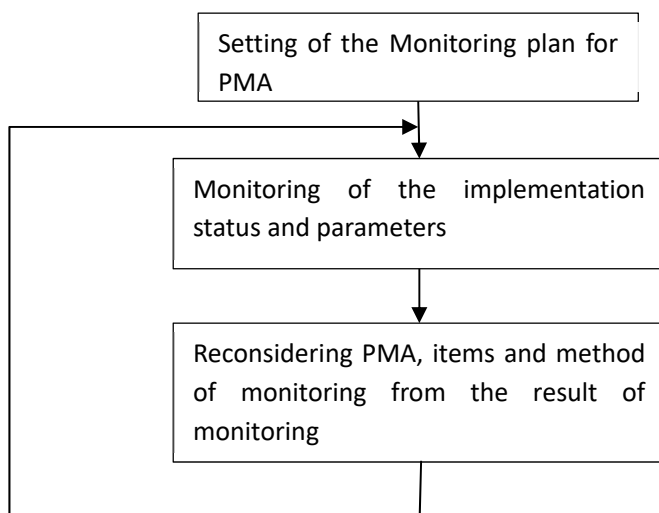 Setting of the Monitoring plan for
PMA
Monitoring of the implementation
status and parameters
Reconsidering PMA, items and method
of monitoring from the result of
monitoring